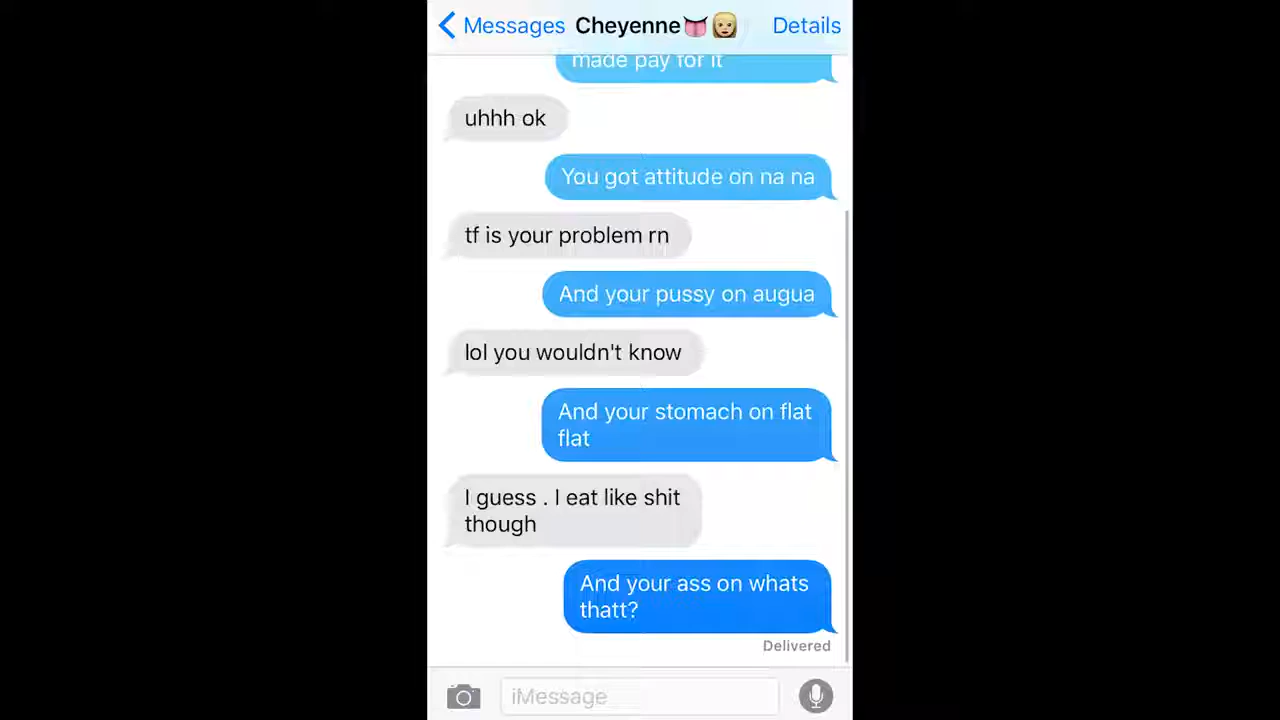 Messages Cheyenne👅👩🏼 Details
made pay for it
uhhh ok
You got attitude on na na
tf is your problem rn
And your pussy on augua
lol you wouldn't know
And your stomach on flat
flat
I guess . I eat like shit
though
And your ass on whats
thatt?
Delivered
iMessage